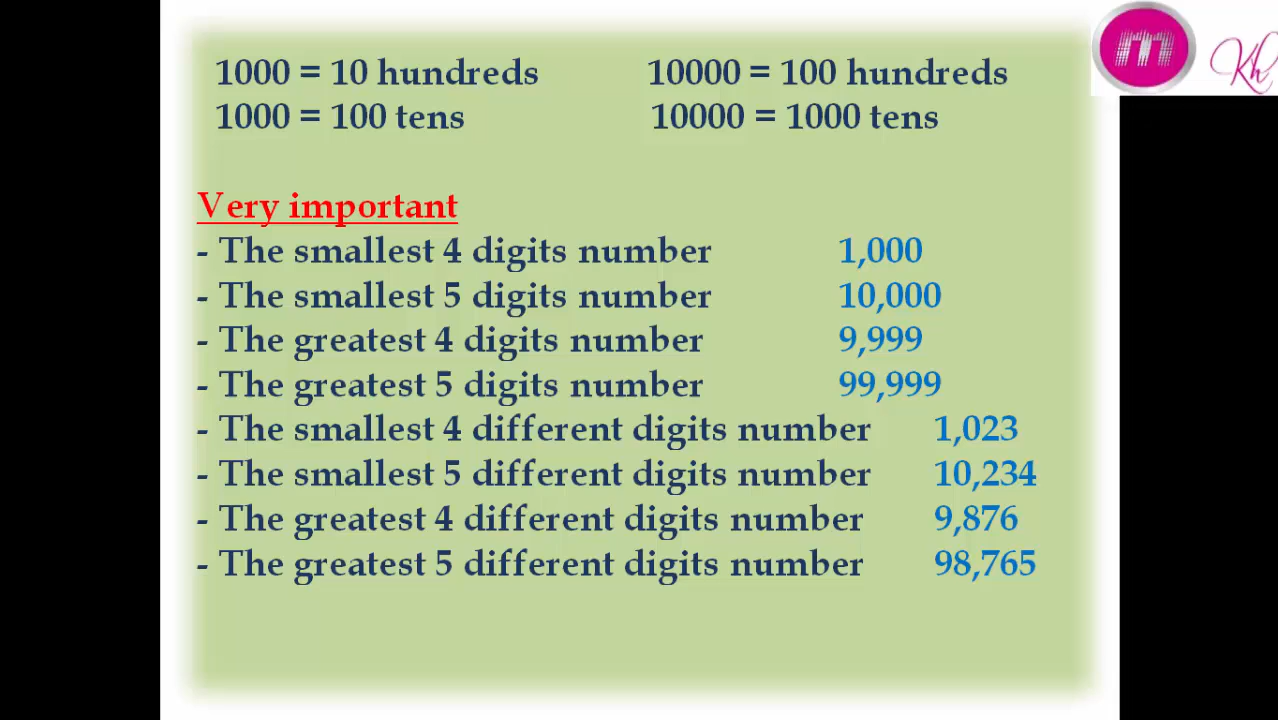 1000 = 10 hundreds 10000 = 100 hundreds
1000 = 100 tens 10000 = 1000 tens
Very important
- The smallest 4 digits number 1,000
- The smallest 5 digits number 10,000
- The greatest 4 digits number 9,999
- The greatest 5 digits number 99,999
- The smallest 4 different digits number 1,023
- The smallest 5 different digits number 10,234
- The greatest 4 different digits number 9,876
- The greatest 5 different digits number 98,765
m
Kh